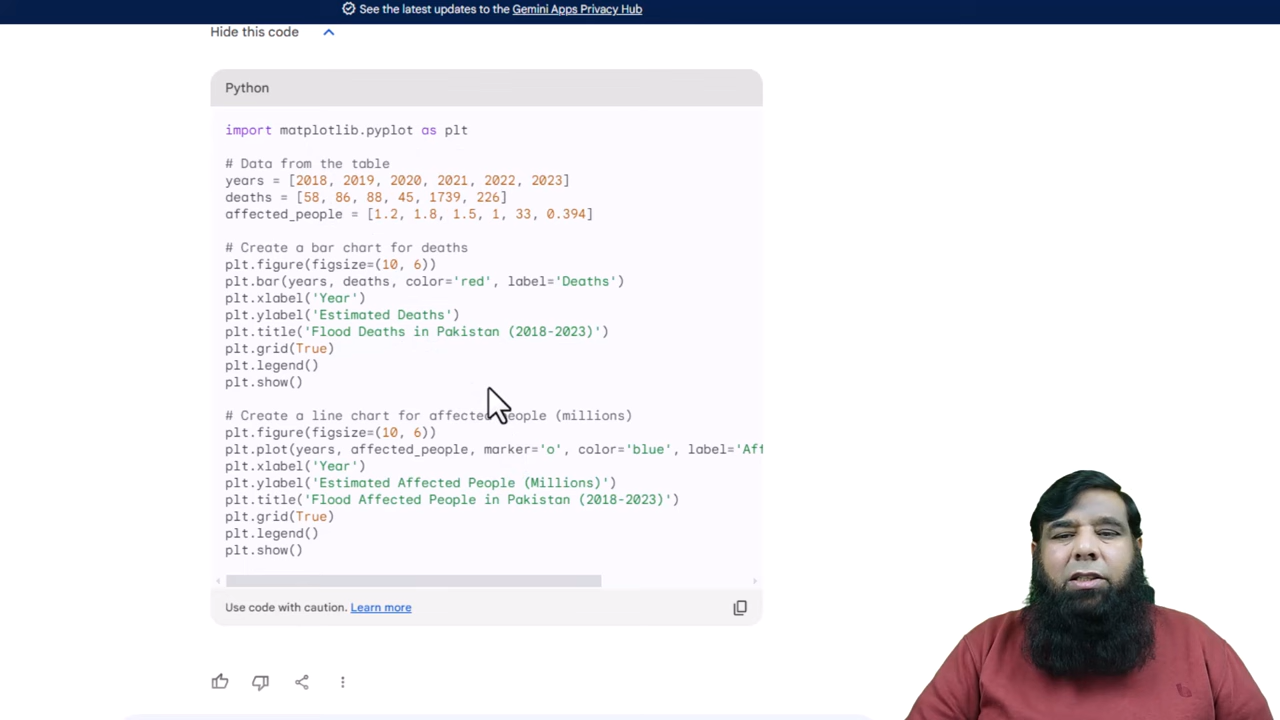 See the latest updates to the Gemini Apps Privacy Hub
Hide this code
Python
import matplotlib.pyplot as plt
# Data from the table
years = [2018, 2019, 2020, 2021, 2022, 2023]
deaths = [58, 86, 88, 45, 1739, 226]
affected_people = [1.2, 1.8, 1.5, 1, 33, 0.394]
# Create a bar chart for deaths
plt.figure(figsize=(10, 6))
plt.bar(years, deaths, color='red', label='Deaths')
plt.xlabel('Year')
plt.ylabel('Estimated Deaths')
plt.title('Flood Deaths in Pakistan (2018-2023)')
plt.grid(True)
plt.legend()
plt.show()
# Create a line chart for affected people (millions)
plt.figure(figsize=(10, 6))
plt.plot(years, affected_people, marker='o', color='blue', label='Aff
plt.xlabel('Year')
plt.ylabel('Estimated Affected People (Millions)')
plt.title('Flood Affected People in Pakistan (2018-2023)')
plt.grid(True)
plt.legend()
plt.show()
Use code with caution. Learn more